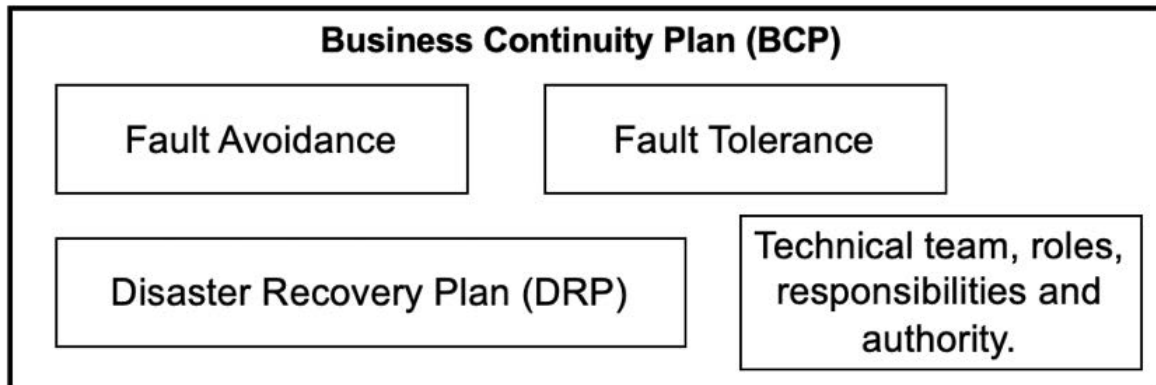 Business Continuity Plan (BCP)
Fault Avoidance
Fault Tolerance
Disaster Recovery Plan (DRP)
Technical team, roles,
responsibilities and
authority.